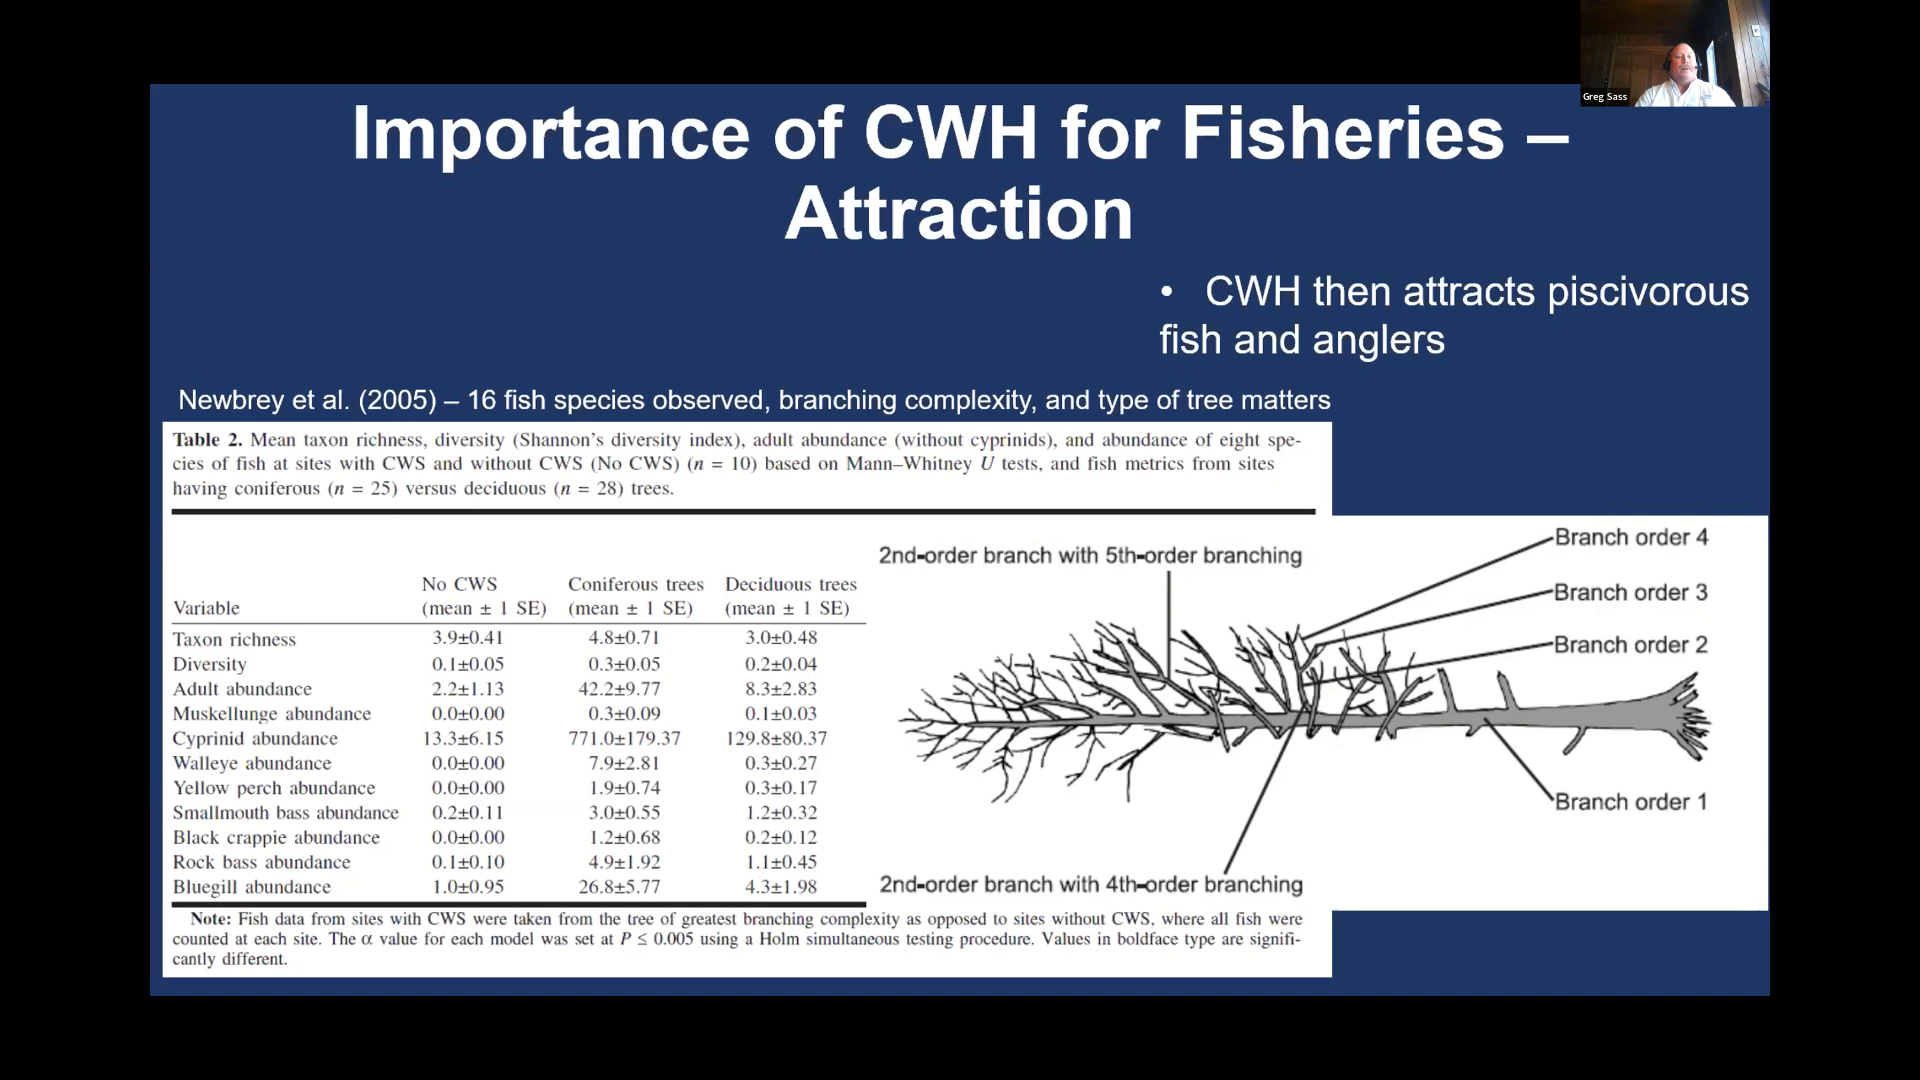 Greg Sass
Importance of CWH for Fisheries –
Attraction
• CWH then attracts piscivorous
fish and anglers
Newbrey et al. (2005) – 16 fish species observed, branching complexity, and type of tree matters
Table 2. Mean taxon richness, diversity (Shannon's diversity index), adult abundance (without cyprinids), and abundance of eight spe-
cies of fish at sites with CWS and without CWS (No CWS) (n = 10) based on Mann–Whitney U tests, and fish metrics from sites
having coniferous (n = 25) versus deciduous (n = 28) trees.
No CWS Coniferous trees Deciduous trees
Variable (mean ± 1 SE) (mean ± 1 SE) (mean ± 1 SE)
Taxon richness 3.9±0.41 4.8±0.71 3.0±0.48
Diversity 0.1±0.05 0.3±0.05 0.2±0.04
Adult abundance 2.2±1.13 42.2±9.77 8.3±2.83
Muskellunge abundance 0.0±0.00 0.3±0.09 0.1±0.03
Cyprinid abundance 13.3±6.15 771.0±179.37 129.8±80.37
Walleye abundance 0.0±0.00 7.9±2.81 0.3±0.27
Yellow perch abundance 0.0±0.00 1.9±0.74 0.3±0.17
Smallmouth bass abundance 0.2±0.11 3.0±0.55 1.2±0.32
Black crappie abundance 0.0±0.00 1.2±0.68 0.2±0.12
Rock bass abundance 0.1±0.10 4.9±1.92 1.1±0.45
Bluegill abundance 1.0±0.95 26.8±5.77 4.3±1.98
Note: Fish data from sites with CWS were taken from the tree of greatest branching complexity as opposed to sites without CWS, where all fish were
counted at each site. The α value for each model was set at P ≤ 0.005 using a Holm simultaneous testing procedure. Values in boldface type are signifi-
cantly different.
2nd-order branch with 5th-order branching
Branch order 4
Branch order 3
Branch order 2
Branch order 1
2nd-order branch with 4th-order branching